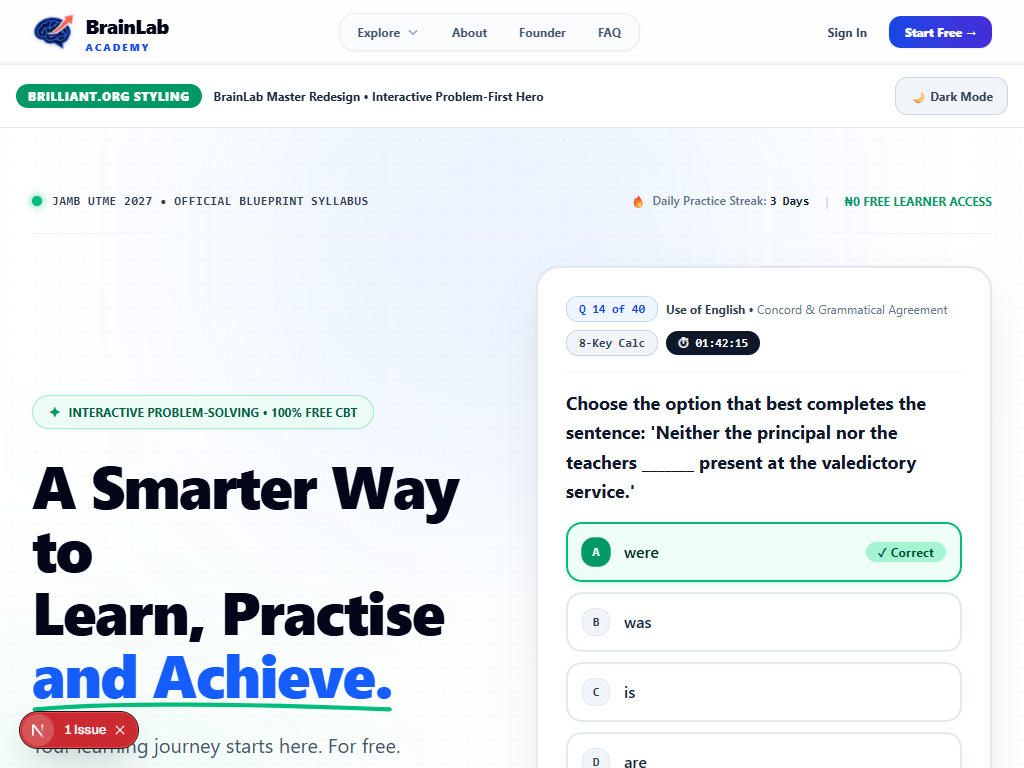 BrainLab
ACADEMY
Explore
About
Founder
FAQ
Sign In
Start Free →
BRILLIANT.ORG STYLING
BrainLab Master Redesign • Interactive Problem-First Hero
🌙 Dark Mode
JAMB UTME 2027 • OFFICIAL BLUEPRINT SYLLABUS
🔥 Daily Practice Streak: 3 Days | ₦0 FREE LEARNER ACCESS
✦ INTERACTIVE PROBLEM-SOLVING • 100% FREE CBT
A Smarter Way
to
Learn, Practise
and Achieve.
Your learning journey starts here. For free.
N 1 Issue ×
Q 14 of 40
Use of English • Concord & Grammatical Agreement
8-Key Calc
⏱ 01:42:15
Choose the option that best completes the
sentence: 'Neither the principal nor the
teachers _______ present at the valedictory
service.'
A were ✓ Correct
B was
C is
D are